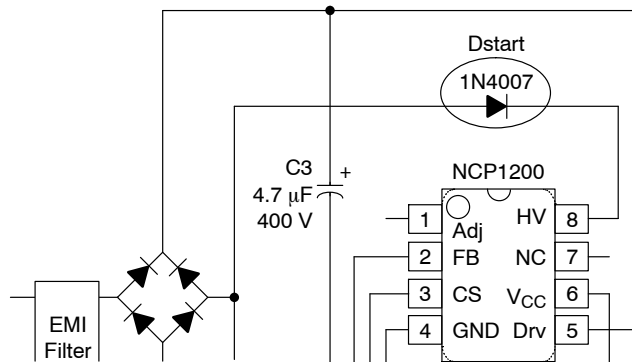 Dstart
1N4007
C3
+
4.7 μF
400 V
NCP1200
1
Adj
HV
8
2
FB
NC
7
3
CS
VCC
6
4
GND
Drv
5
EMI
Filter